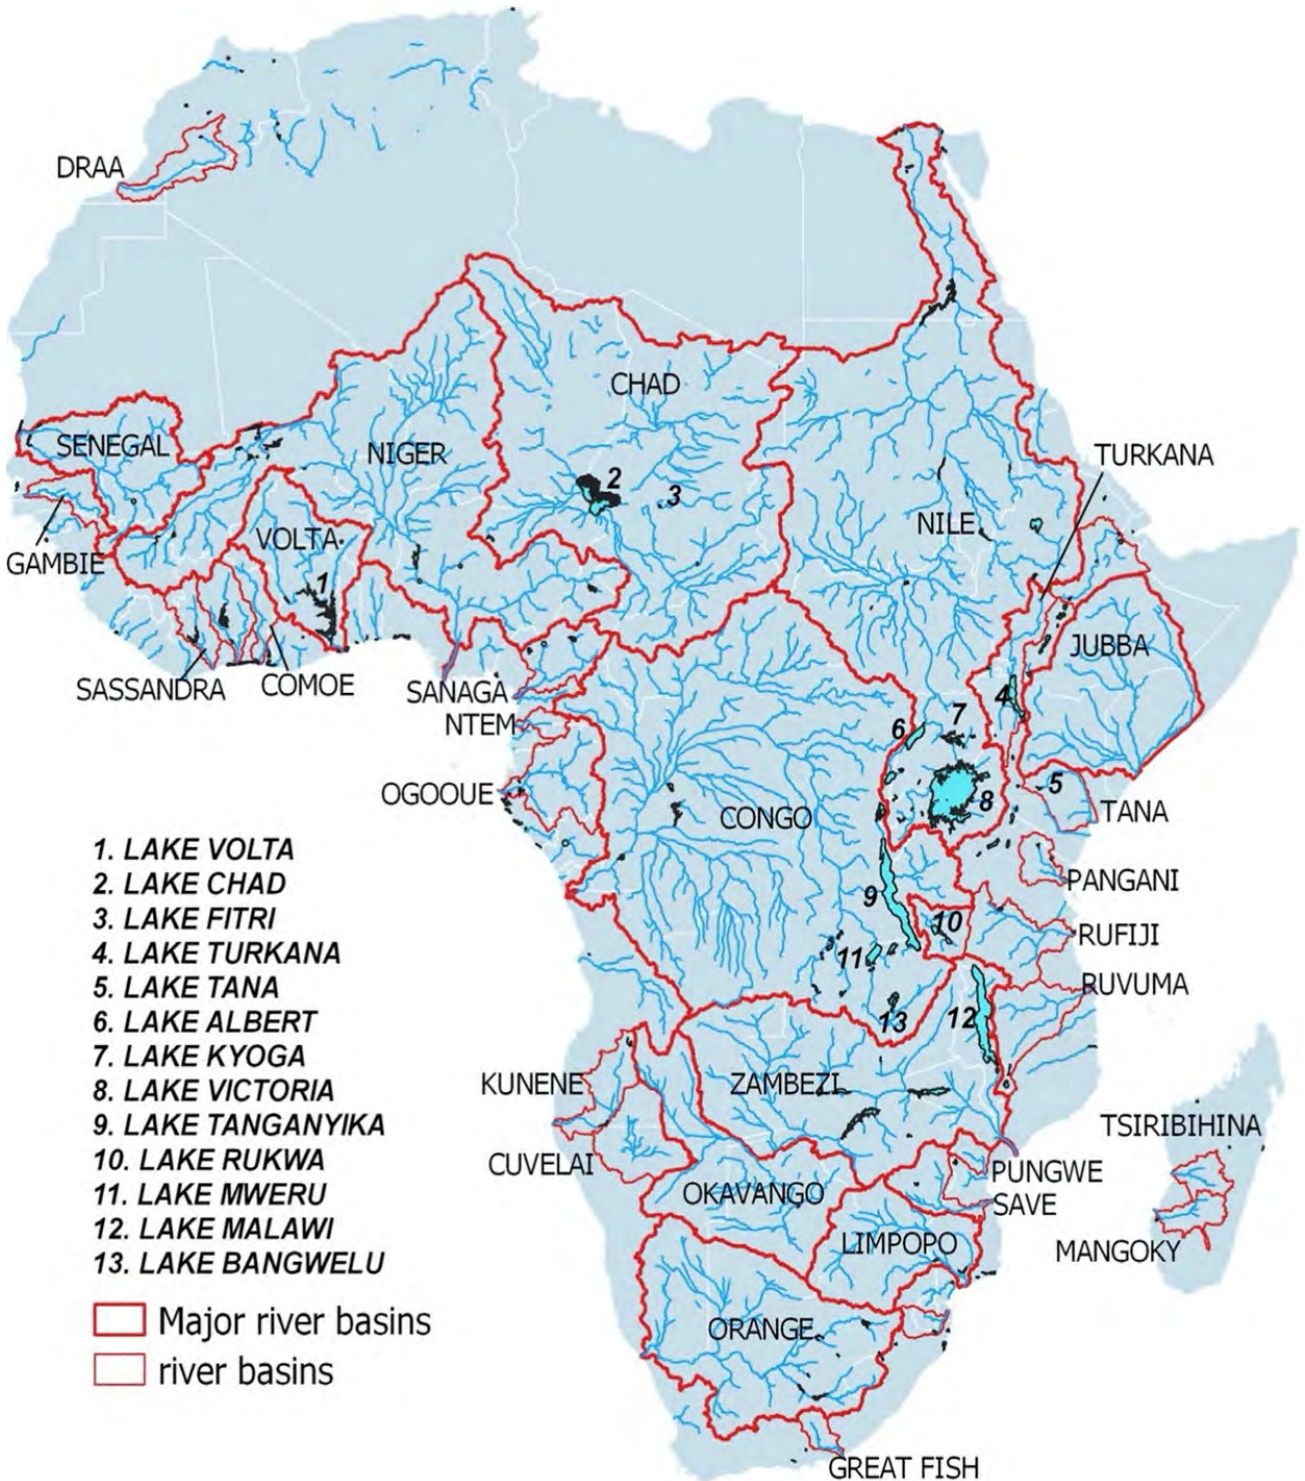 DRAA
CHAD
SENEGAL
NIGER
TURKANA
2
3
NILE
VOLTA
GAMBIE
1
JUBBA
SASSANDRA
COMOE
SANAGA
4
NTEM
6
7
OGOOUE
CONGO
8
5
TANA
PANGANI
9
10
RUFIJI
11
RUVUMA
13
12
KUNENE
ZAMBEZI
TSIRIBIHINA
CUVELAI
PUNGWE
OKAVANGO
SAVE
LIMPOPO
MANGOKY
ORANGE
GREAT FISH
1. LAKE VOLTA
2. LAKE CHAD
3. LAKE FITRI
4. LAKE TURKANA
5. LAKE TANA
6. LAKE ALBERT
7. LAKE KYOGA
8. LAKE VICTORIA
9. LAKE TANGANYIKA
10. LAKE RUKWA
11. LAKE MWERU
12. LAKE MALAWI
13. LAKE BANGWELU
Major river basins
river basins